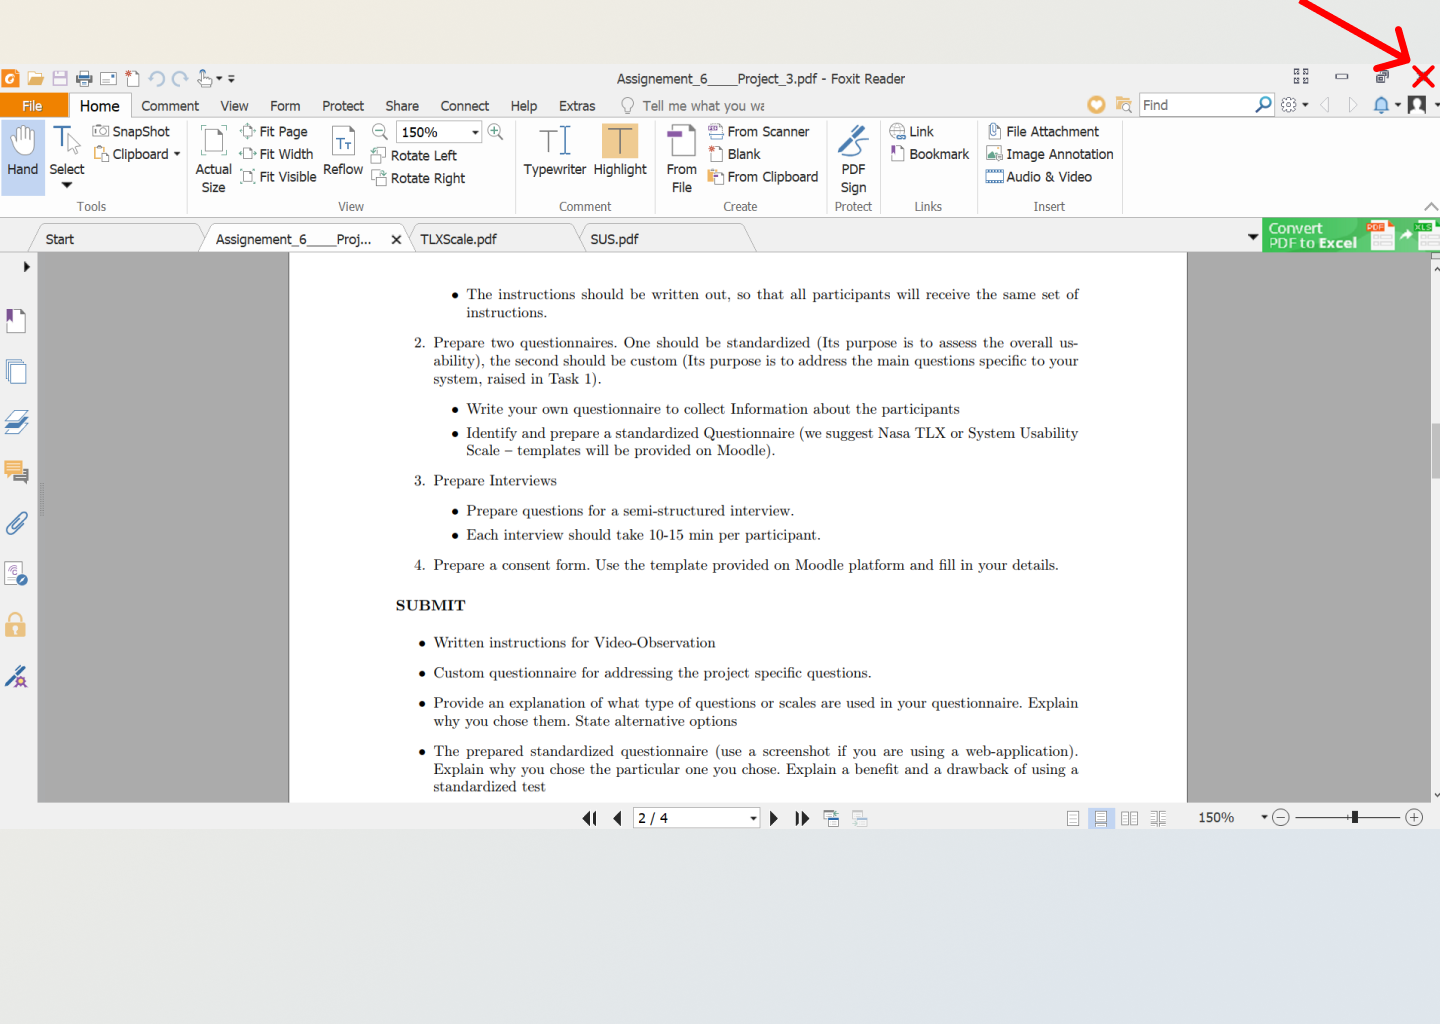 Assignement_6____Project_3.pdf - Foxit Reader
File Home Comment View Form Protect Share Connect Help Extras Tell me what you wa Find
Hand
Select
SnapShot
Clipboard
Tools
Actual Size
Fit Page
Fit Width
Fit Visible
Reflow
150%
Rotate Left
Rotate Right
View
Typewriter
Highlight
Comment
From File
From Scanner
Blank
From Clipboard
Create
PDF Sign
Protect
Link
Bookmark
Links
File Attachment
Image Annotation
Audio & Video
Insert
Start Assignement_6____Proj... TLXScale.pdf SUS.pdf
Convert
PDF to Excel
PDF
XLS
• The instructions should be written out, so that all participants will receive the same set of
instructions.
2. Prepare two questionnaires. One should be standardized (Its purpose is to assess the overall us-
ability), the second should be custom (Its purpose is to address the main questions specific to your
system, raised in Task 1).
• Write your own questionnaire to collect Information about the participants
• Identify and prepare a standardized Questionnaire (we suggest Nasa TLX or System Usability
Scale – templates will be provided on Moodle).
3. Prepare Interviews
• Prepare questions for a semi-structured interview.
• Each interview should take 10-15 min per participant.
4. Prepare a consent form. Use the template provided on Moodle platform and fill in your details.
SUBMIT
• Written instructions for Video-Observation
• Custom questionnaire for addressing the project specific questions.
• Provide an explanation of what type of questions or scales are used in your questionnaire. Explain
why you chose them. State alternative options
• The prepared standardized questionnaire (use a screenshot if you are using a web-application).
Explain why you chose the particular one you chose. Explain a benefit and a drawback of using a
standardized test
2 / 4
150%